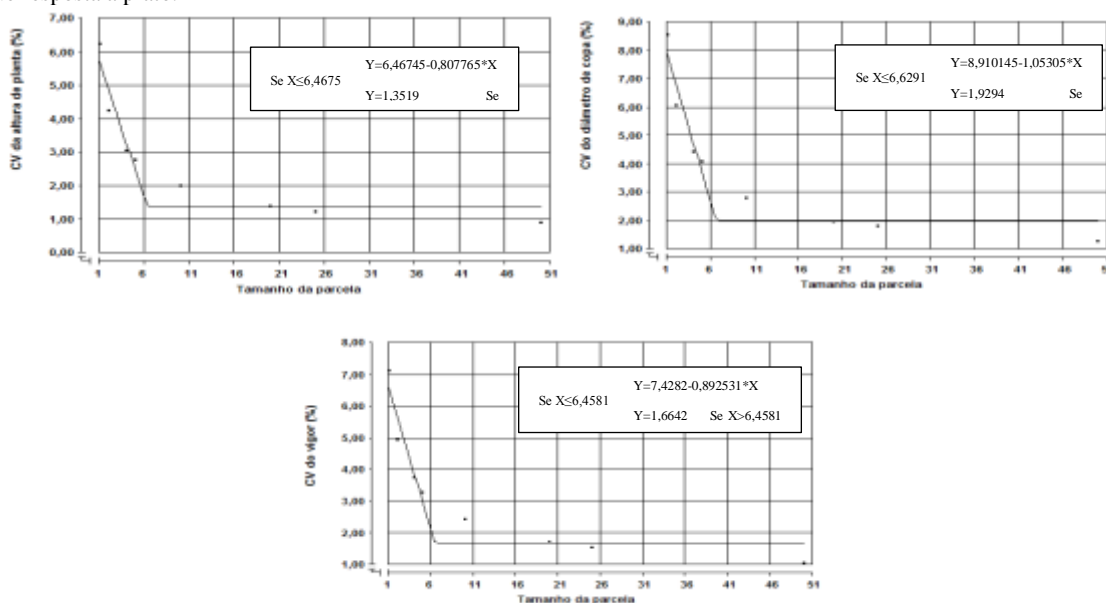 7,00
6,00
5,00
4,00
3,00
2,00
1,00
0,00
CV da altura de planta (%)
Y=6,46745-0,807765*X
Se X≤6,4675
Y=1,3519 Se
1 6 11 16 21 26 31 36 41 46 51
Tamanho da parcela
9,00
8,00
7,00
6,00
5,00
4,00
3,00
2,00
1,00
CV do diâmetro de copa (%)
Y=8,910145-1,05305*X
Se X≤6,6291
Y=1,9294 Se
1 6 11 16 21 26 31 36 41 46
Tamanho da parcela
8,00
7,00
6,00
5,00
4,00
3,00
2,00
1,00
CV do vigor (%)
Y=7,4282-0,892531*X
Se X≤6,4581
Y=1,6642 Se X>6,4581
1 6 11 16 21 26 31 36 41 46 51
Tamanho da parcela